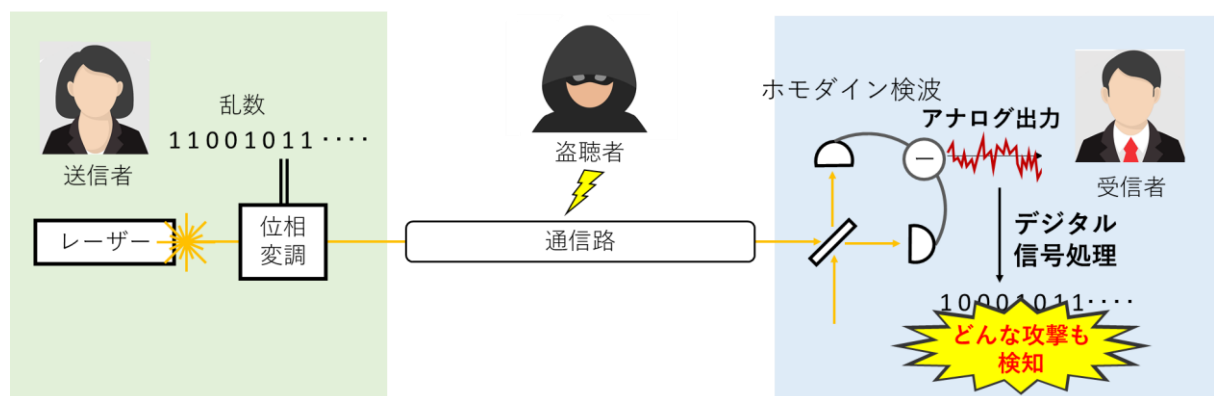 乱数
11001011‥‥
送信者
レーザー
位相
変調
盗聴者
通信路
ホモダイン検波
アナログ出力
−
受信者
デジタル
信号処理
10001011‥‥
どんな攻撃も
検知